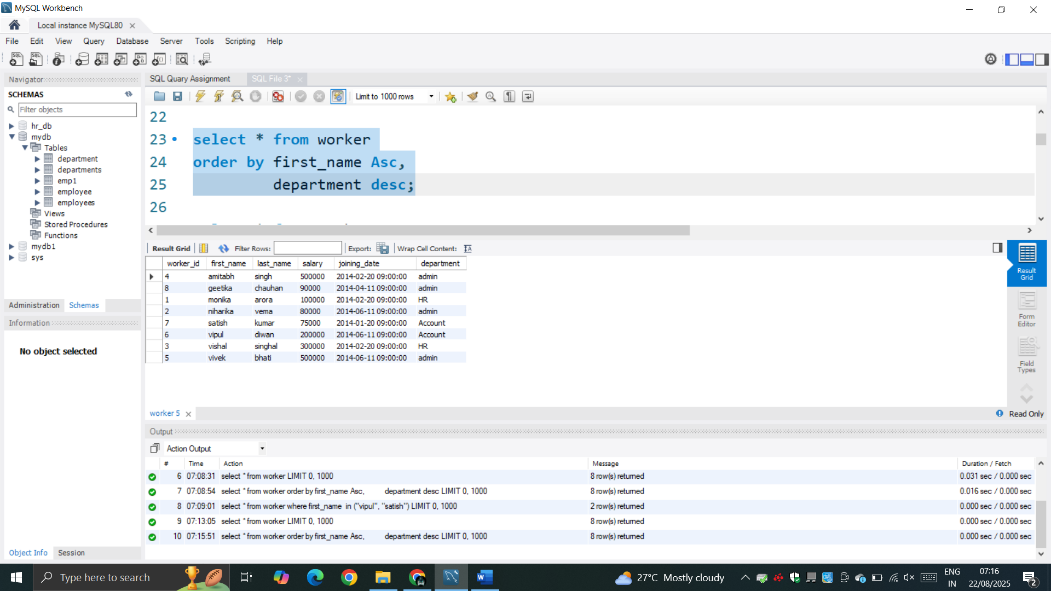 MySQL Workbench
Local instance MySQL80
File Edit View Query Database Server Tools Scripting Help
Navigator
SCHEMAS
Filter objects
hr_db
mydb
Tables
department
departments
emp1
employee
employees
Views
Stored Procedures
Functions
mydb1
sys
Administration Schemas
Information
No object selected
Object Info Session
SQL Query Assignment SQL File 3*
Limit to 1000 rows
22
23 select * from worker
24 order by first_name Asc,
25 department desc;
26
Result Grid Filter Rows: Export: Wrap Cell Content:
worker_id first_name last_name salary joining_date department
4 amitabh singh 500000 2014-02-20 09:00:00 admin
8 geetika chauhan 90000 2014-04-11 09:00:00 admin
1 monika arora 100000 2014-02-20 09:00:00 HR
2 niharika verna 80000 2014-06-11 09:00:00 admin
7 satish kumar 75000 2014-01-20 09:00:00 Account
6 vipul diwan 200000 2014-06-11 09:00:00 Account
3 vishal singhal 300000 2014-02-20 09:00:00 HR
5 vivek bhati 500000 2014-06-11 09:00:00 admin
Result
Grid
Form
Editor
Field
Types
worker 5
Read Only
Output
Action Output
# Time Action Message Duration / Fetch
6 07:08:31 select * from worker LIMIT 0, 1000 8 row(s) returned 0.031 sec / 0.000 sec
7 07:08:54 select * from worker order by first_name Asc, department desc LIMIT 0, 1000 8 row(s) returned 0.016 sec / 0.000 sec
8 07:09:01 select * from worker where first_name in ("vipul", "satish") LIMIT 0, 1000 2 row(s) returned 0.000 sec / 0.000 sec
9 07:13:05 select * from worker LIMIT 0, 1000 8 row(s) returned 0.000 sec / 0.000 sec
10 07:15:51 select * from worker order by first_name Asc, department desc LIMIT 0, 1000 8 row(s) returned 0.000 sec / 0.000 sec
Type here to search
27°C Mostly cloudy
ENG
IN
07:16
22/08/2025
2